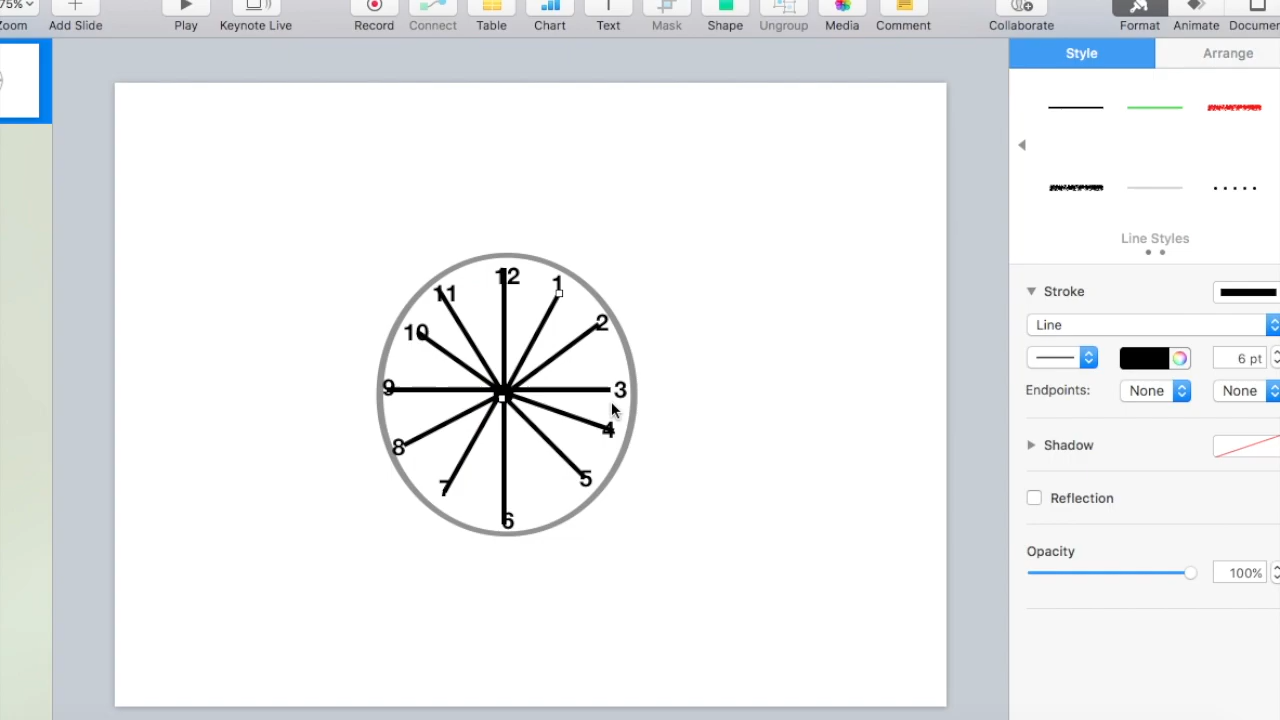 75%
Zoom Add Slide Play Keynote Live Record Connect Table Chart Text Mask Shape Ungroup Media Comment Collaborate Format Animate Documen
Style Arrange
Line Styles
Stroke
Line
6 pt
Endpoints: None None
Shadow
Reflection
Opacity
100%
12
11 1
10 2
9 3
8 4
7 5
6